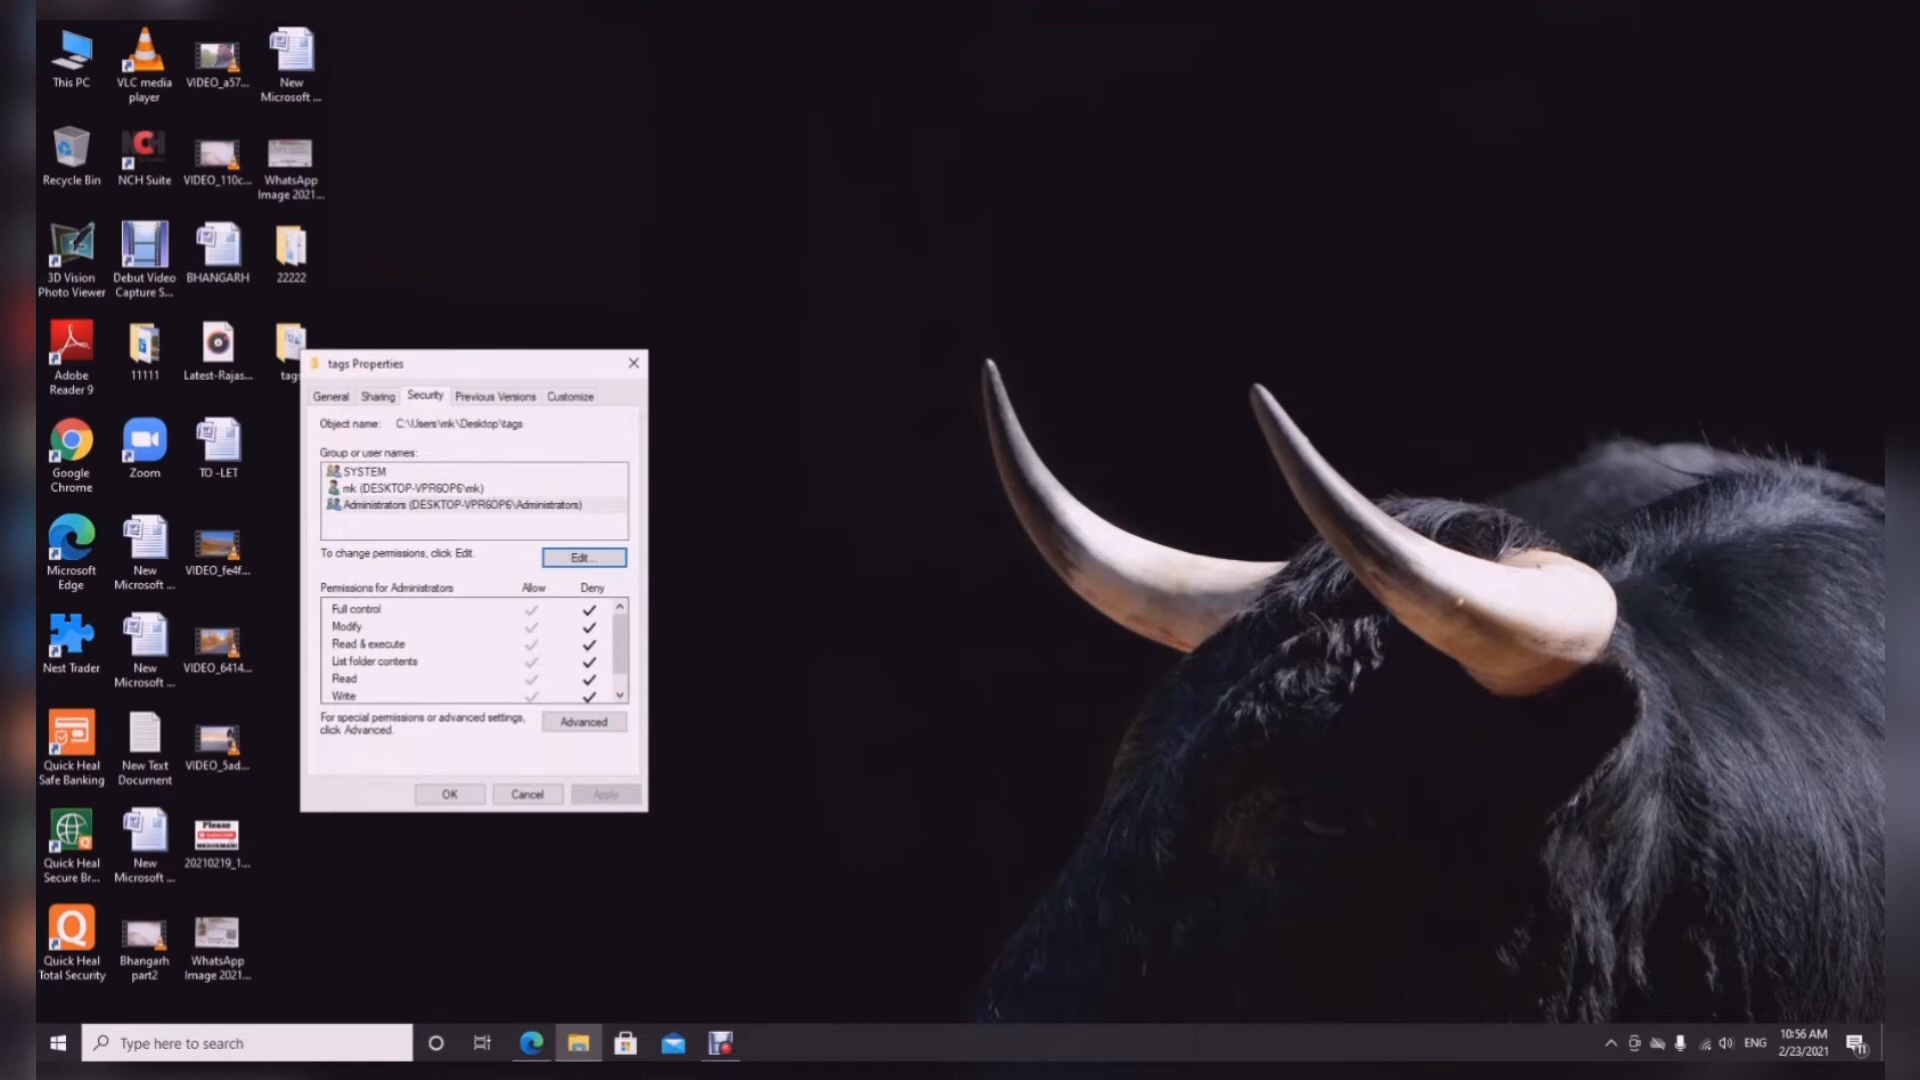 This PC
VLC media
player
VIDEO_a57...
New
Microsoft ...
Recycle Bin
NCH
NCH Suite
VIDEO_110c...
WhatsApp
Image 2021...
3D Vision
Photo Viewer
Debut Video
Capture S...
BHANGARH
22222
Adobe
Reader 9
11111
Latest-Rajas...
tags
Google
Chrome
Zoom
TO -LET
Microsoft
Edge
New
Microsoft ...
VIDEO_fe4f...
Nest Trader
New
Microsoft ...
VIDEO_6414...
Quick Heal
Safe Banking
New Text
Document
VIDEO_5ad...
Quick Heal
Secure Br...
New
Microsoft ...
Please
20210219_1...
Quick Heal
Total Security
Bhangarh
part2
WhatsApp
Image 2021...
tags Properties
General Sharing Security Previous Versions Customize
Object name: C:\Users\mk\Desktop\tags
Group or user names:
SYSTEM
mk (DESKTOP-VPR6OP6\mk)
Administrators (DESKTOP-VPR6OP6\Administrators)
To change permissions, click Edit.
Edit...
Permissions for Administrators Allow Deny
Full control
Modify
Read & execute
List folder contents
Read
Write
For special permissions or advanced settings,
click Advanced.
Advanced
OK Cancel Apply
Type here to search
ENG
10:56 AM
2/23/2021
11